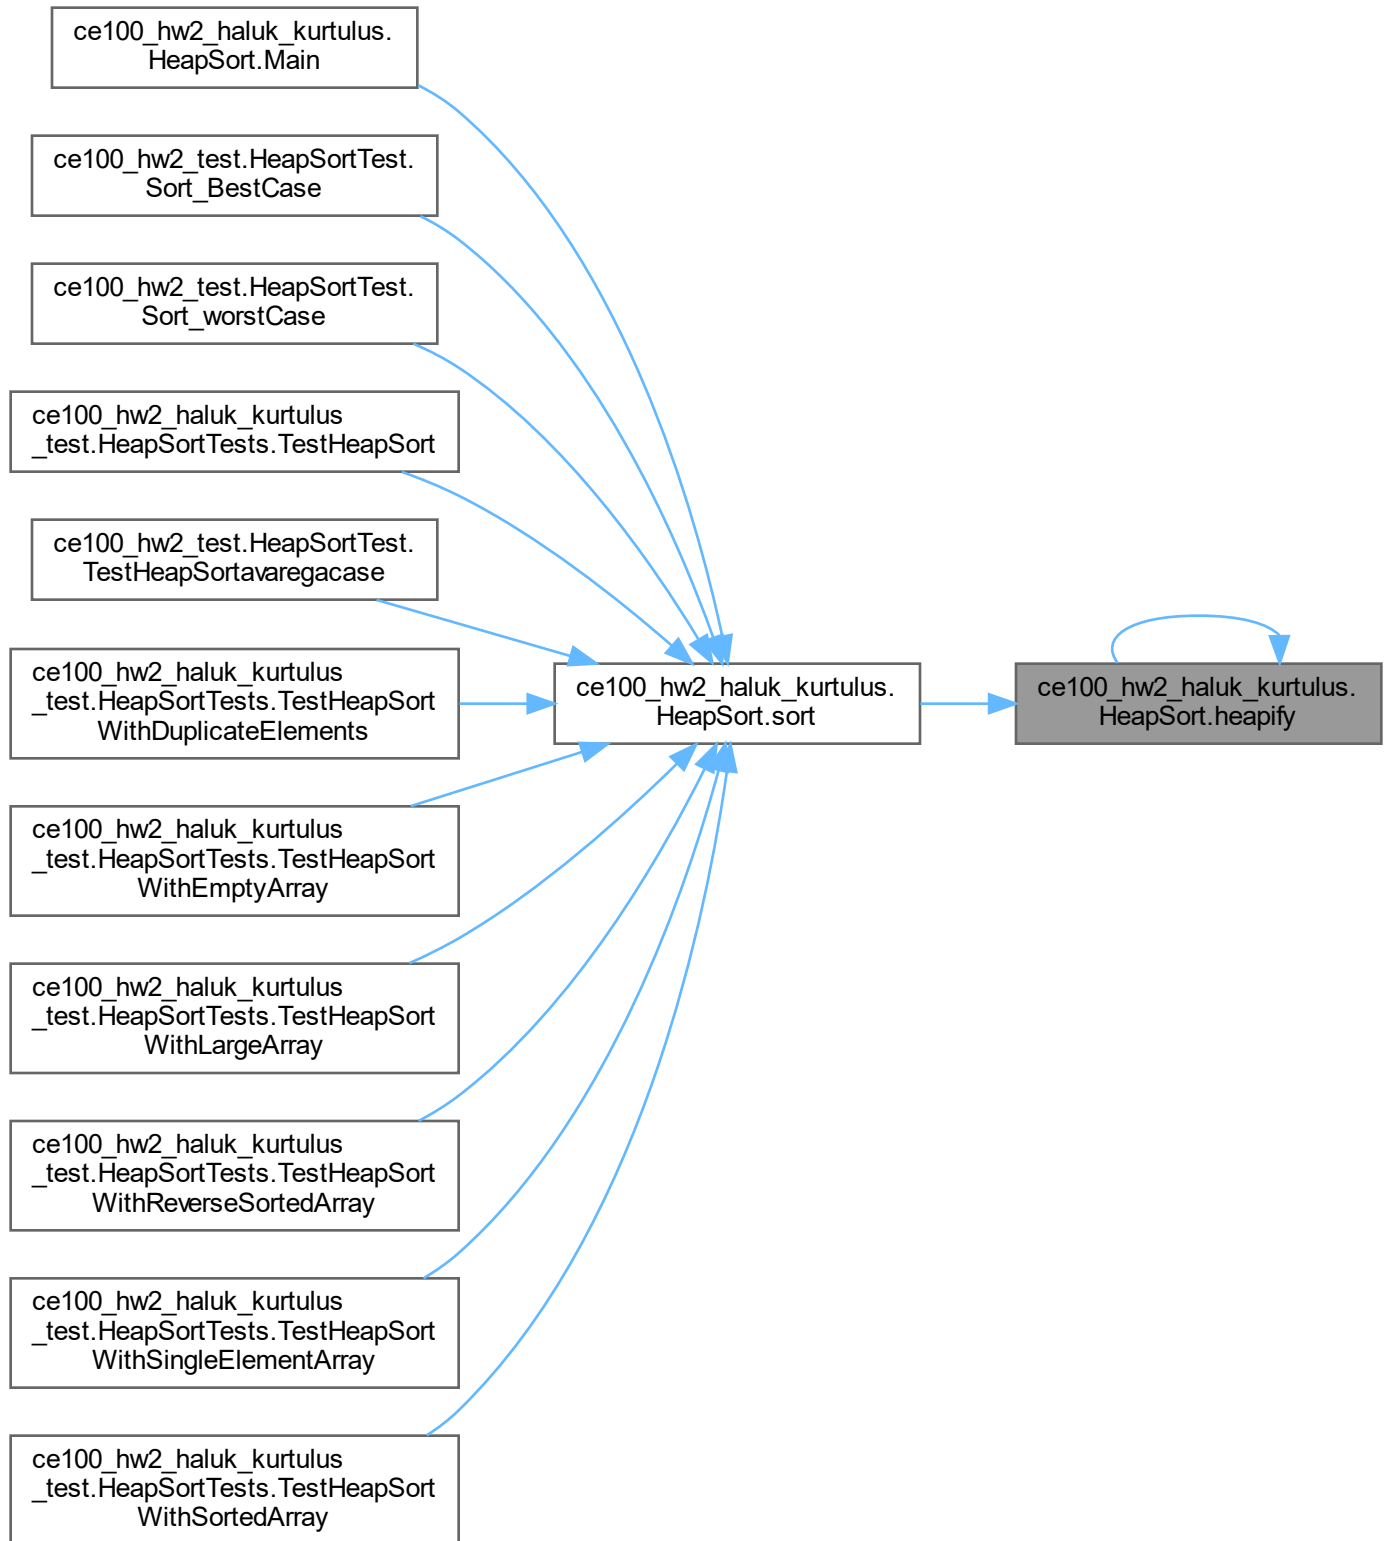 ce100_hw2_haluk_kurtulus.
HeapSort.Main
ce100_hw2_test.HeapSortTest.
Sort_BestCase
ce100_hw2_test.HeapSortTest.
Sort_worstCase
ce100_hw2_haluk_kurtulus
_test.HeapSortTests.TestHeapSort
ce100_hw2_test.HeapSortTest.
TestHeapSortavaregacase
ce100_hw2_haluk_kurtulus
_test.HeapSortTests.TestHeapSort
WithDuplicateElements
ce100_hw2_haluk_kurtulus.
HeapSort.sort
ce100_hw2_haluk_kurtulus.
HeapSort.heapify
ce100_hw2_haluk_kurtulus
_test.HeapSortTests.TestHeapSort
WithEmptyArray
ce100_hw2_haluk_kurtulus
_test.HeapSortTests.TestHeapSort
WithLargeArray
ce100_hw2_haluk_kurtulus
_test.HeapSortTests.TestHeapSort
WithReverseSortedArray
ce100_hw2_haluk_kurtulus
_test.HeapSortTests.TestHeapSort
WithSingleElementArray
ce100_hw2_haluk_kurtulus
_test.HeapSortTests.TestHeapSort
WithSortedArray